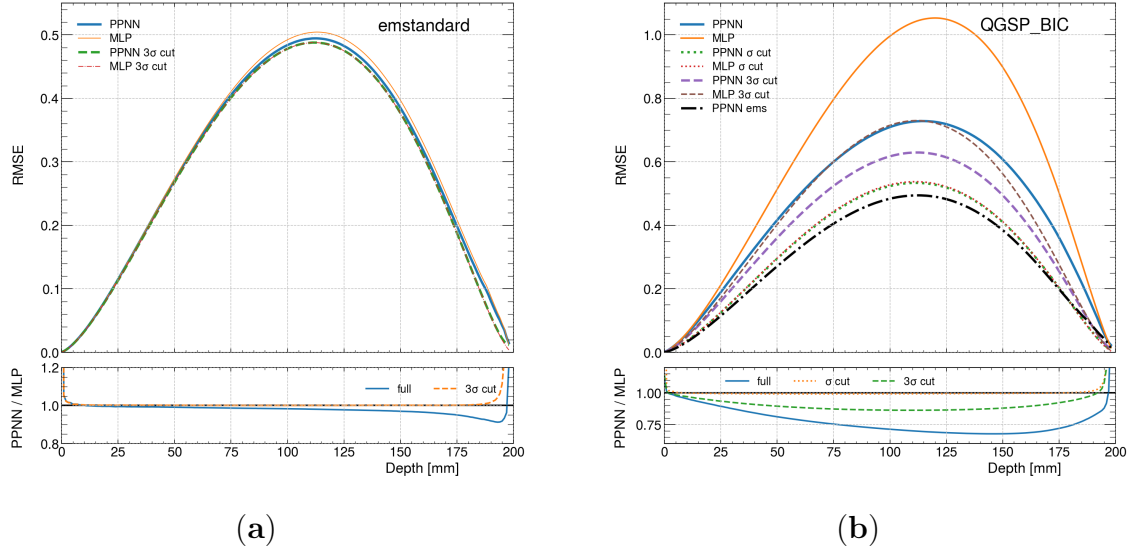 emstandard
PPNN
MLP
PPNN 3σ cut
MLP 3σ cut
RMSE
0.5
0.4
0.3
0.2
0.1
0.0
PPNN / MLP
1.2
1.0
0.8
full
3σ cut
0 25 50 75 100 125 150 175 200
Depth [mm]
(a)
QGSP_BIC
PPNN
MLP
PPNN σ cut
MLP σ cut
PPNN 3σ cut
MLP 3σ cut
PPNN ems
RMSE
1.0
0.8
0.6
0.4
0.2
0.0
PPNN / MLP
1.00
0.75
full
σ cut
3σ cut
0 25 50 75 100 125 150 175 200
Depth [mm]
(b)